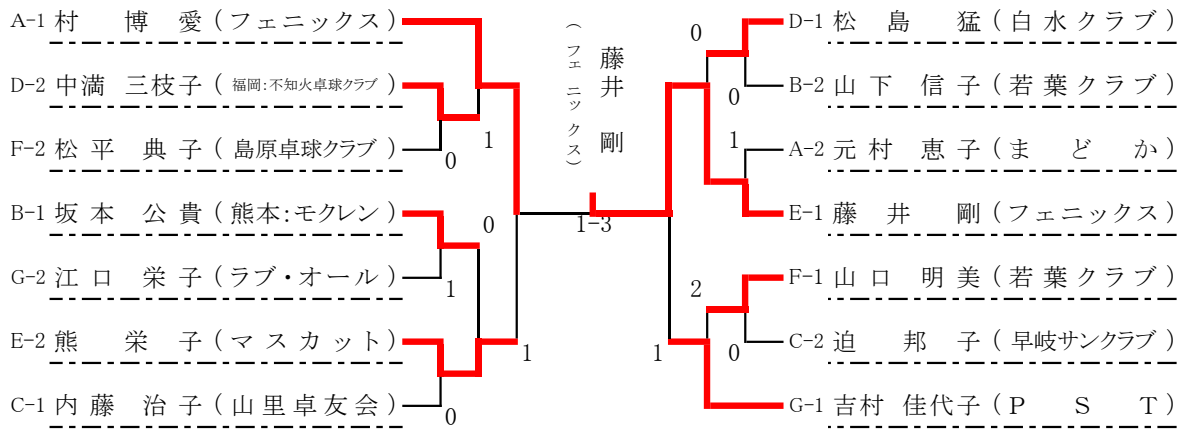 A-1 村 博 愛 ( フェニックス )
D-2 中満 三枝子 ( 福岡:不知火卓球クラブ )
F-2 松 平 典 子 ( 島原卓球クラブ )
B-1 坂 本 公 貴 ( 熊本:モクレン )
G-2 江 口 栄 子 ( ラブ・オール )
E-2 熊 栄 子 ( マ ス カ ッ ト )
C-1 内 藤 治 子 ( 山 里 卓 友 会 )
0
1
0
1
0
1
藤井 剛
( フェニックス )
1-3
0
0
1
2
0
1
D-1 松 島 猛 ( 白 水 ク ラ ブ )
B-2 山 下 信 子 ( 若 葉 ク ラ ブ )
A-2 元 村 恵 子 ( ま ど か )
E-1 藤 井 剛 ( フェニックス )
F-1 山 口 明 美 ( 若 葉 ク ラ ブ )
C-2 迫 邦 子 ( 早岐サンクラブ )
G-1 吉村 佳代子 ( P S T )